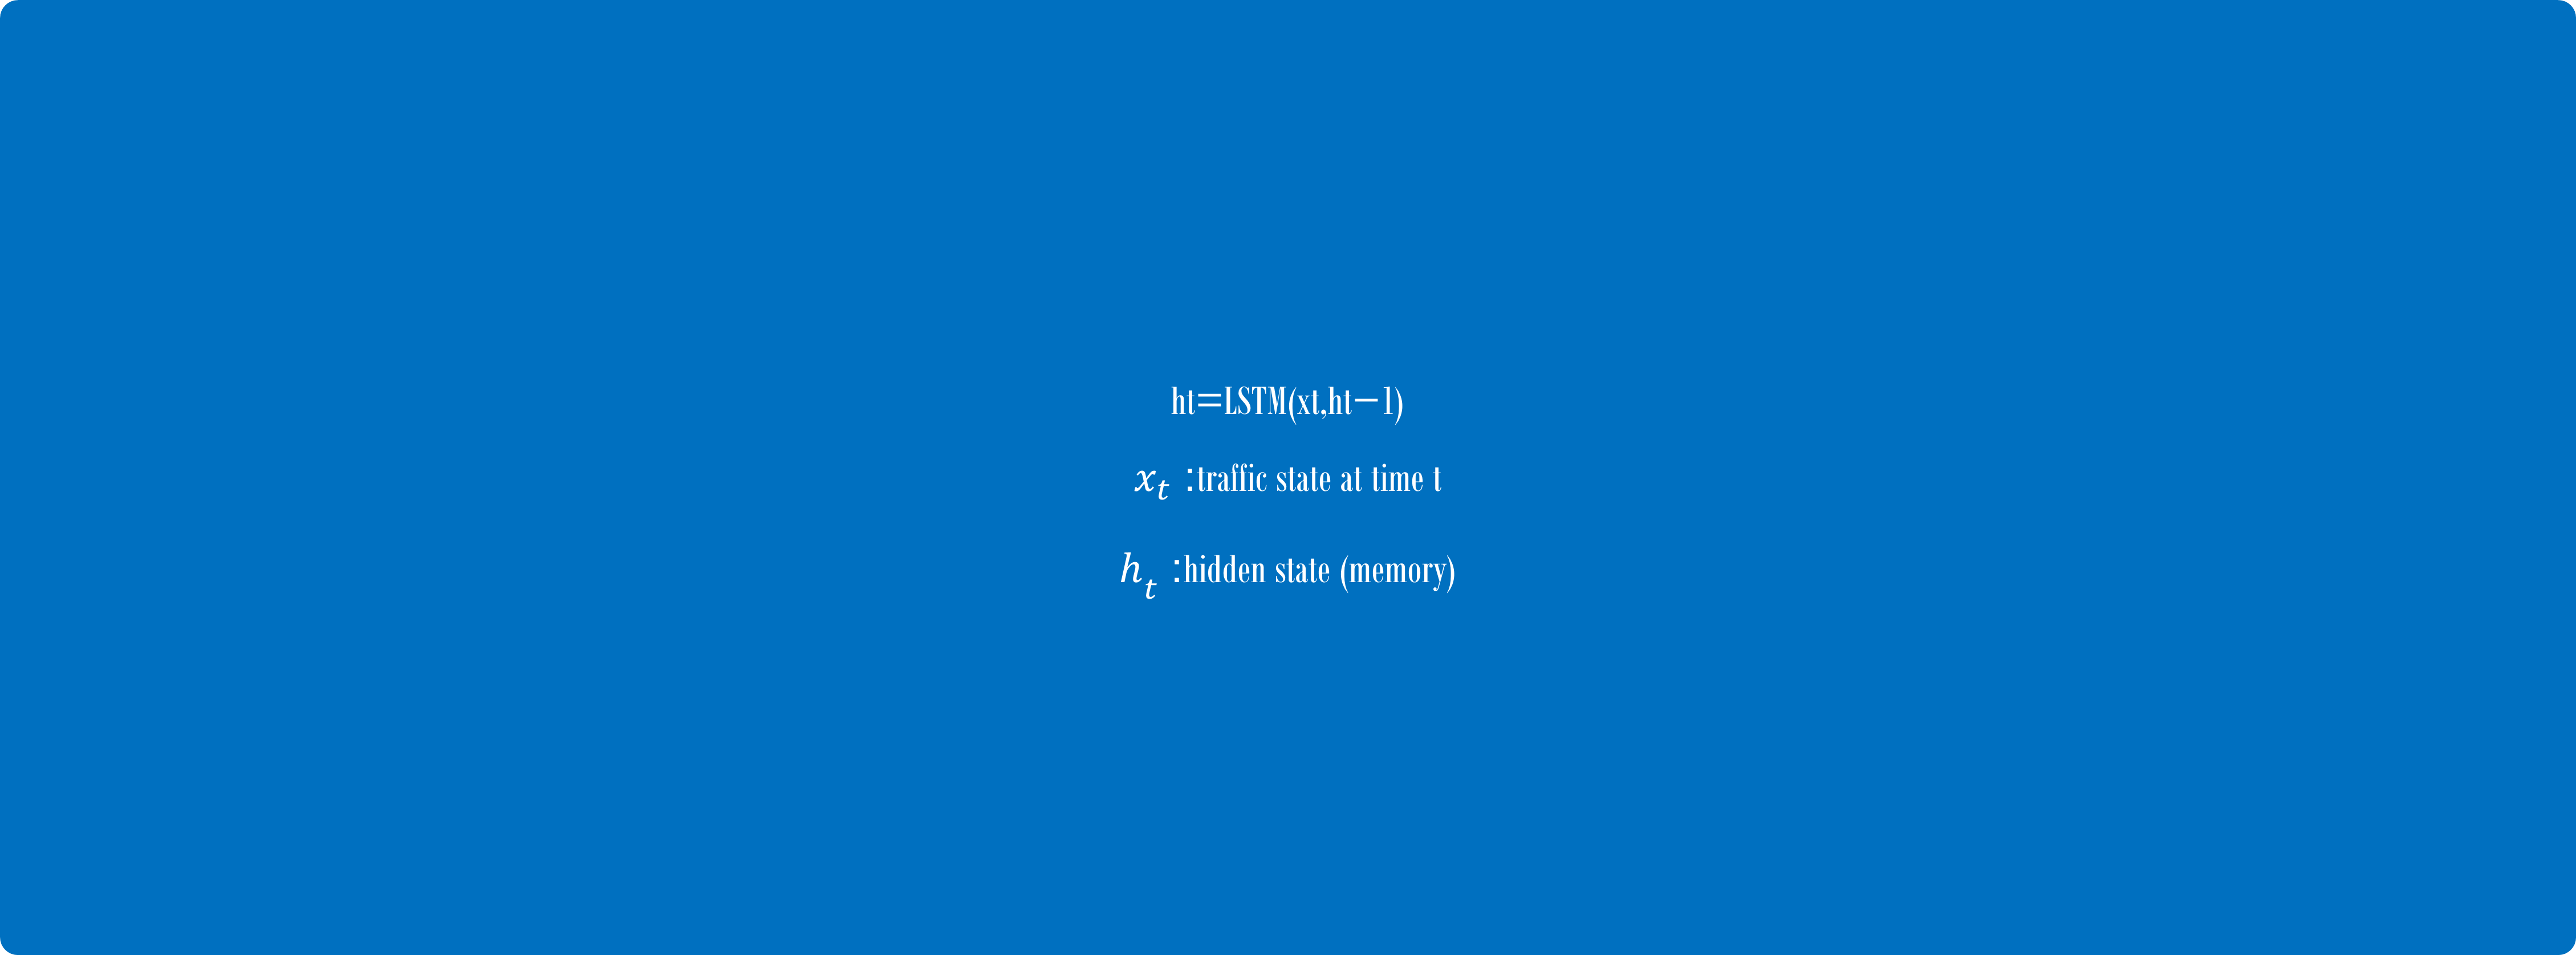 ht=LSTM(xt,ht−1)
𝑥𝑡 :traffic state at time t
ℎ𝑡 :hidden state (memory)